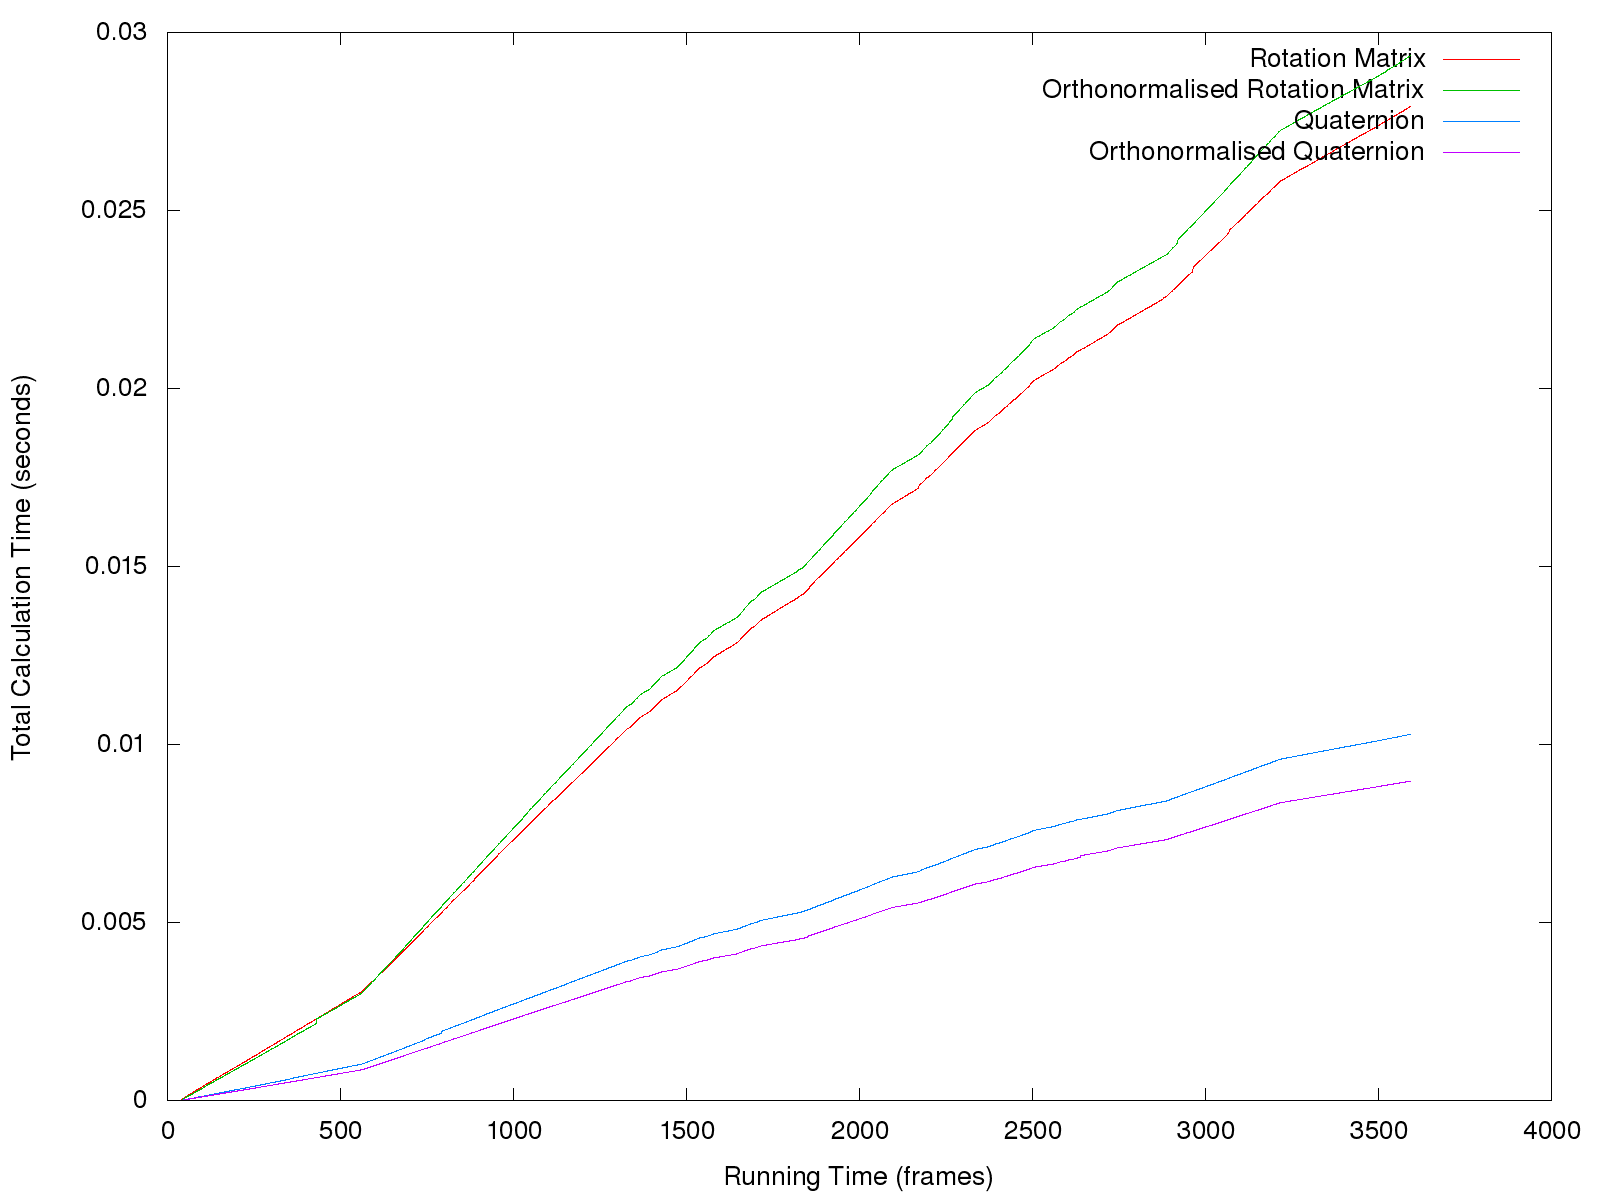 0.03
0.025
0.02
0.015
0.01
0.005
0
Total Calculation Time (seconds)
Rotation Matrix
Orthonormalised Rotation Matrix
Quaternion
Orthonormalised Quaternion
0 500 1000 1500 2000 2500 3000 3500 4000
Running Time (frames)